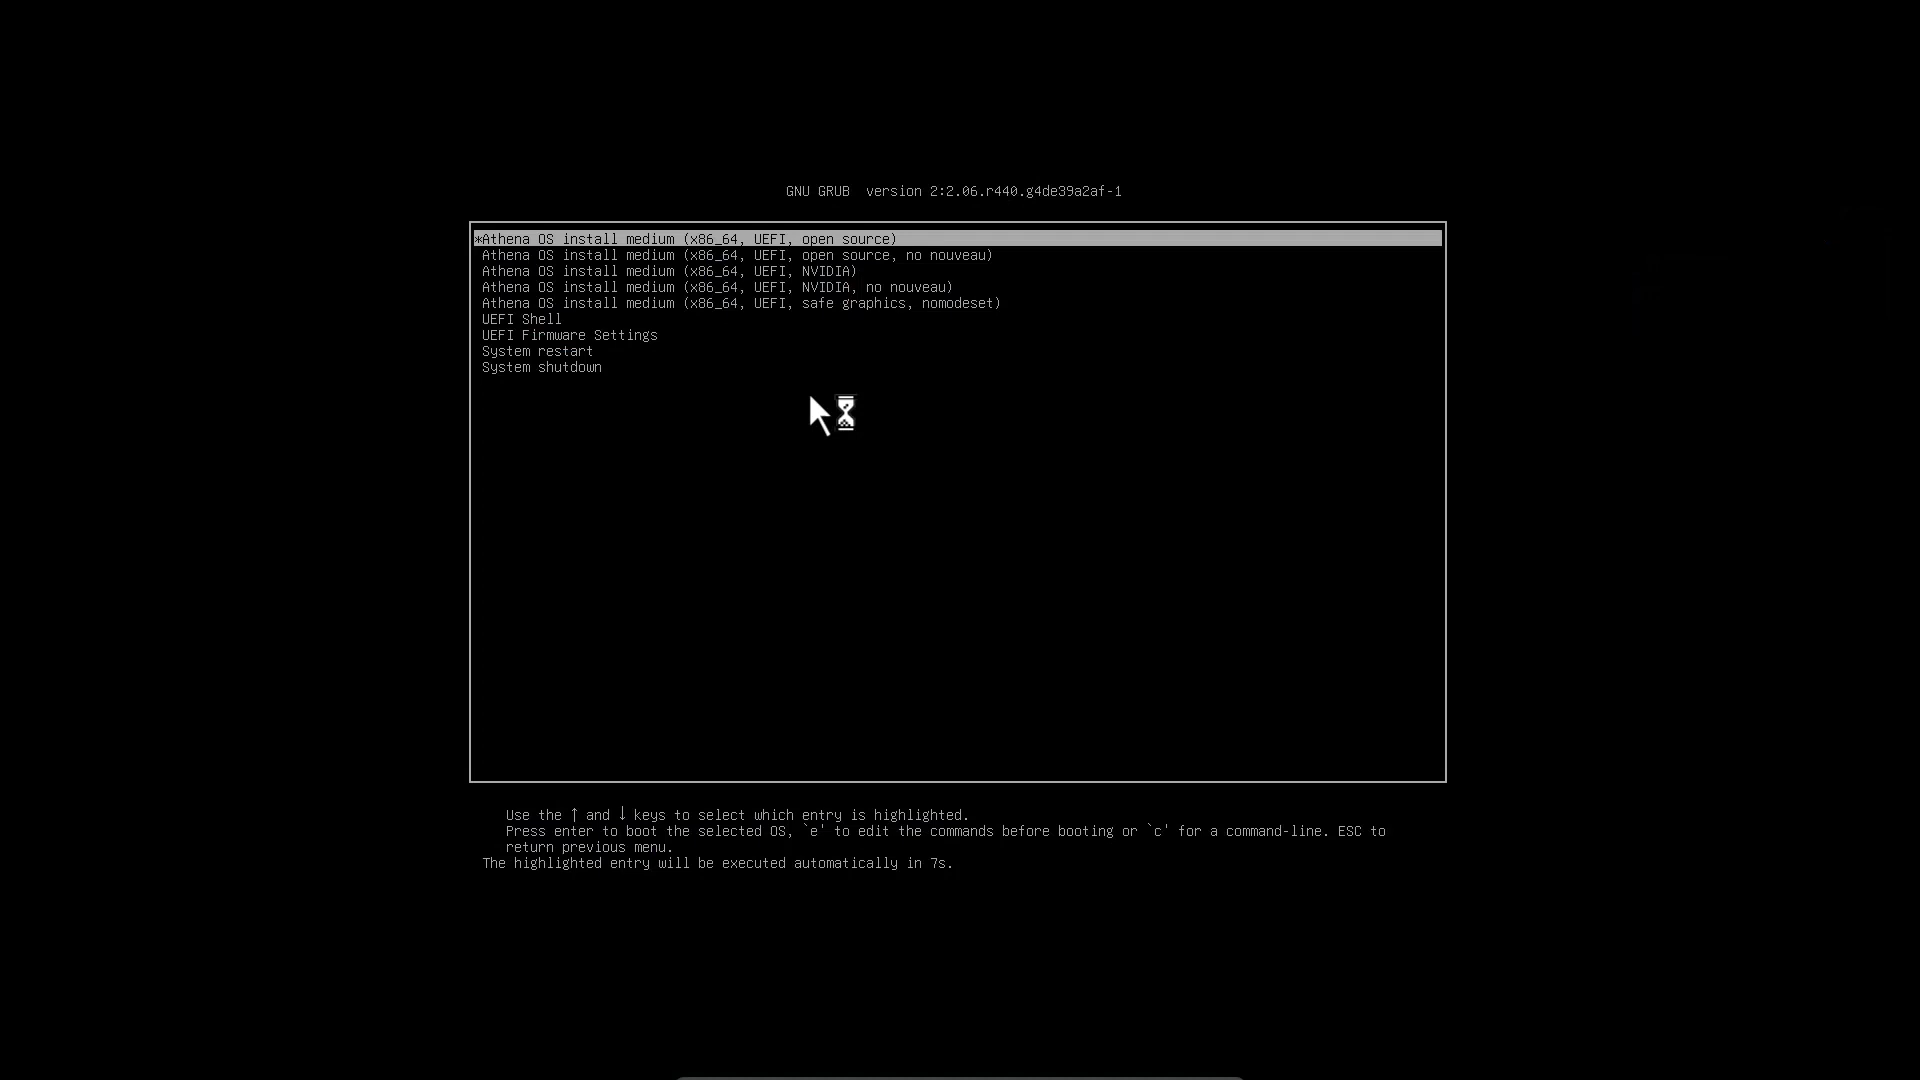 GNU GRUB  version 2:2.06.r440.g4de39a2af-1
*Athena OS install medium (x86_64, UEFI, open source)
Athena OS install medium (x86_64, UEFI, open source, no nouveau)
Athena OS install medium (x86_64, UEFI, NVIDIA)
Athena OS install medium (x86_64, UEFI, NVIDIA, no nouveau)
Athena OS install medium (x86_64, UEFI, safe graphics, nomodeset)
UEFI Shell
UEFI Firmware Settings
System restart
System shutdown
Use the ↑ and ↓ keys to select which entry is highlighted.
Press enter to boot the selected OS, `e' to edit the commands before booting or `c' for a command-line. ESC to
return previous menu.
The highlighted entry will be executed automatically in 7s.